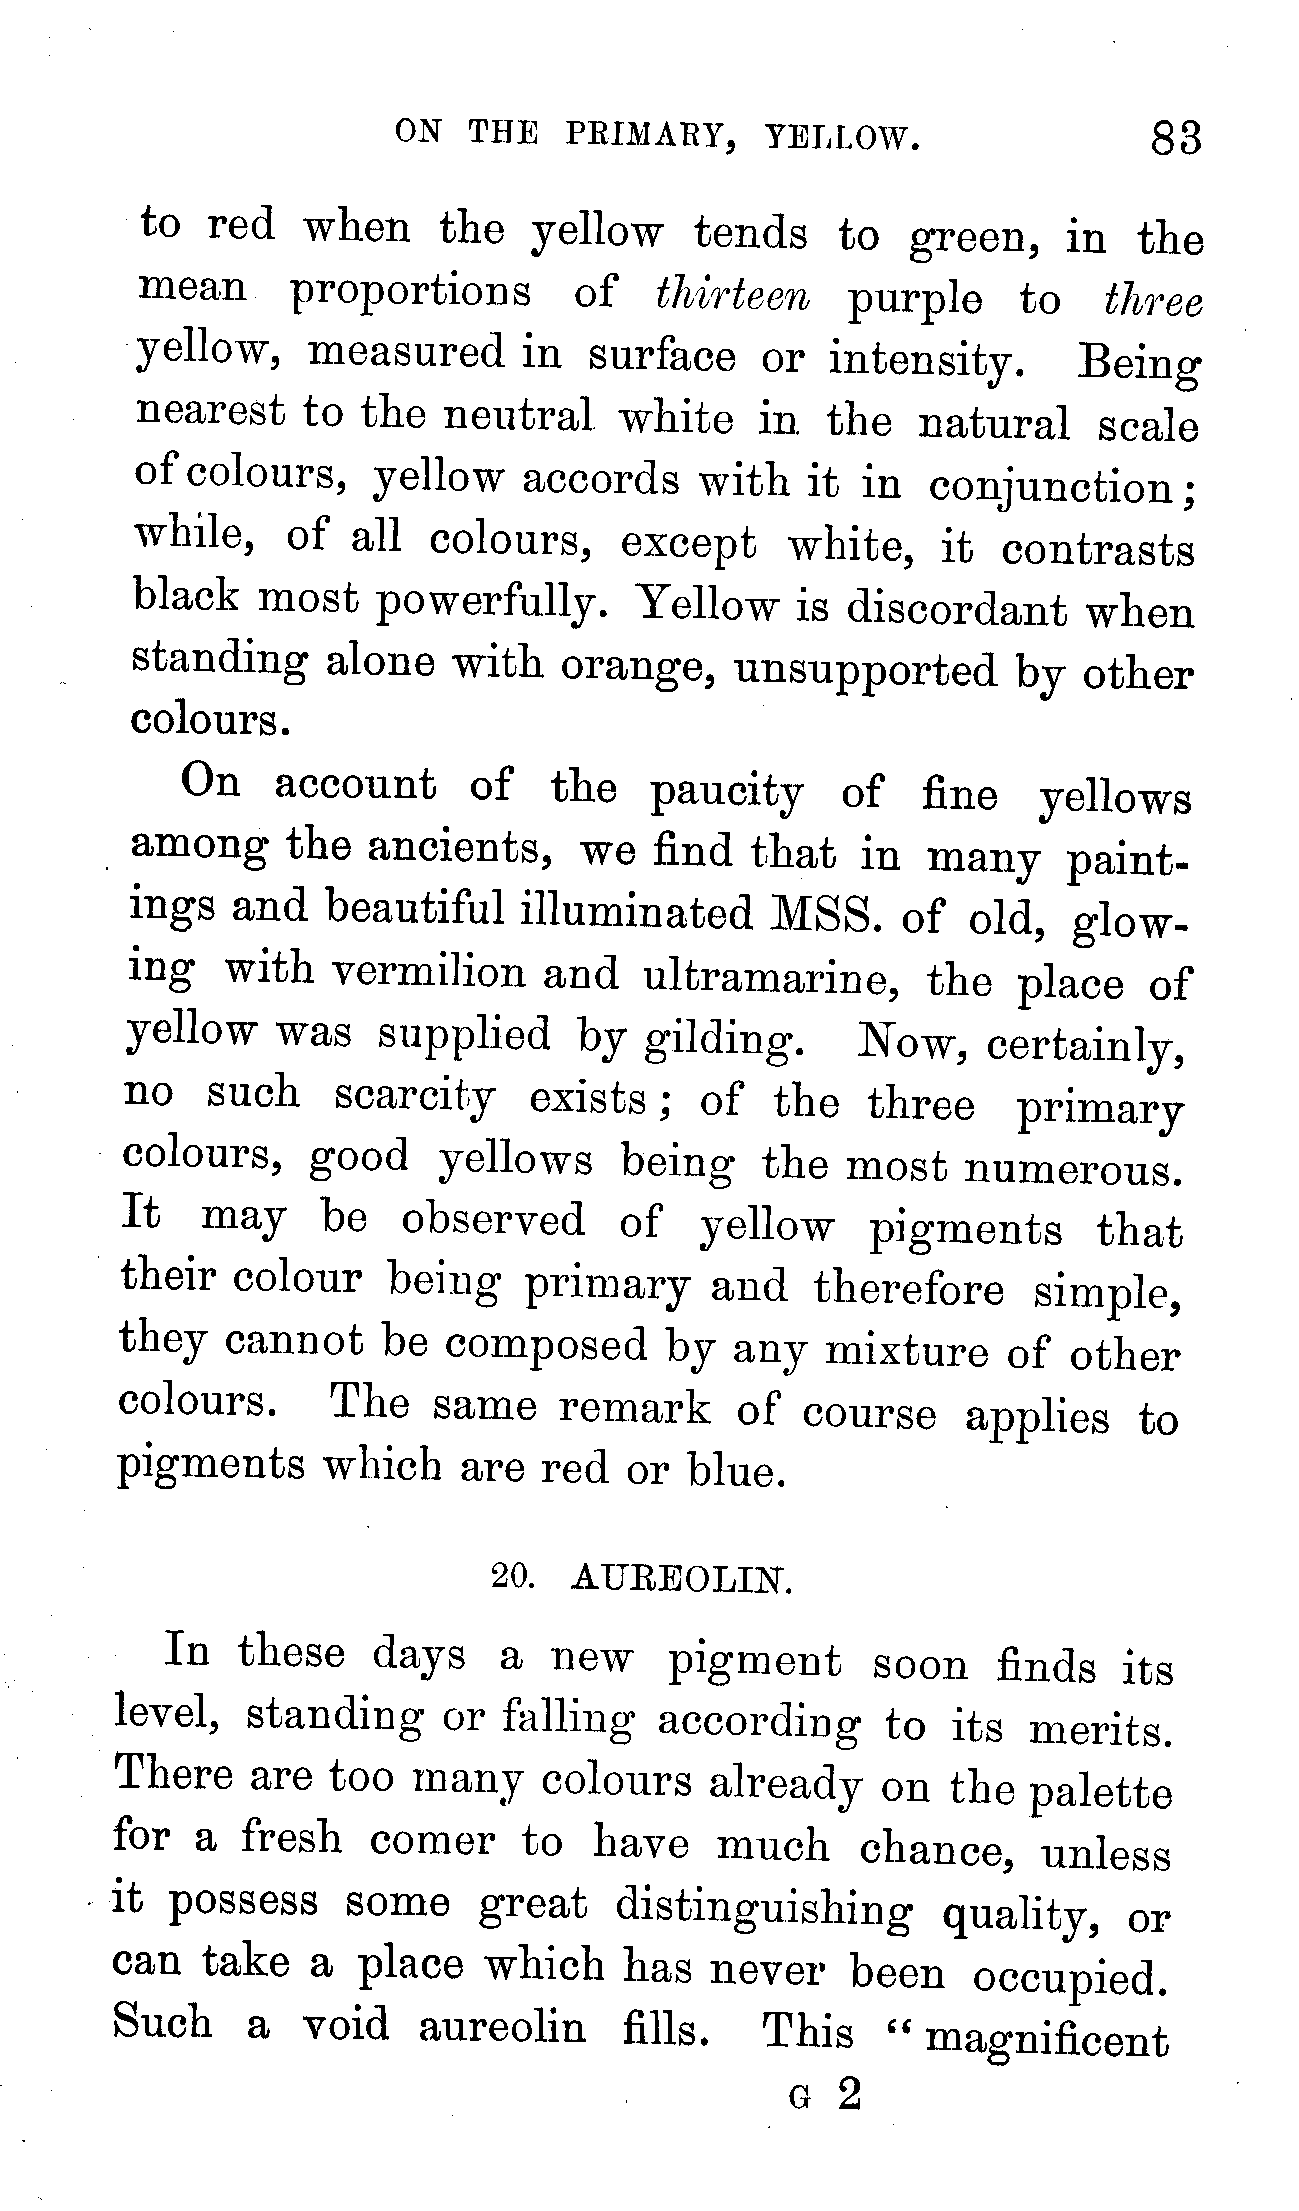 ON THE PRIMARY, YELLOW. 83
to red when the yellow tends to green, in the
mean proportions of thirteen purple to three
yellow, measured in surface or intensity. Being
nearest to the neutral white in the natural scale
of colours, yellow accords with it in conjunction;
while, of all colours, except white, it contrasts
black most powerfully. Yellow is discordant when
standing alone with orange, unsupported by other
colours.
On account of the paucity of fine yellows
among the ancients, we find that in many paint-
ings and beautiful illuminated MSS. of old, glow-
ing with vermilion and ultramarine, the place of
yellow was supplied by gilding. Now, certainly,
no such scarcity exists; of the three primary
colours, good yellows being the most numerous.
It may be observed of yellow pigments that
their colour being primary and therefore simple,
they cannot be composed by any mixture of other
colours. The same remark of course applies to
pigments which are red or blue.
20. AUREOLIN.
In these days a new pigment soon finds its
level, standing or falling according to its merits.
There are too many colours already on the palette
for a fresh comer to have much chance, unless
it possess some great distinguishing quality, or
can take a place which has never been occupied.
Such a void aureolin fills. This "magnificent
G 2